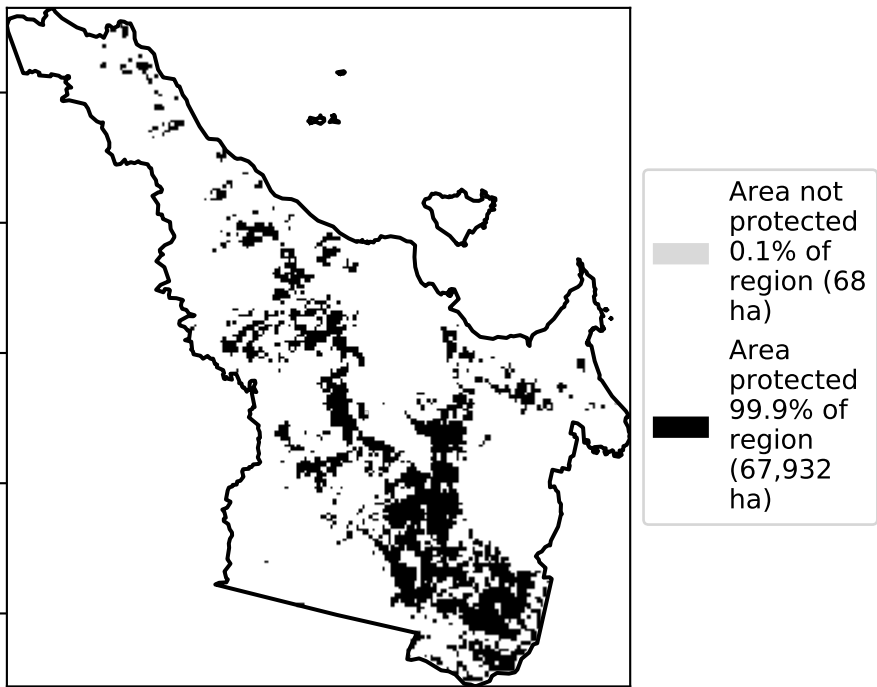 Area not
protected
0.1% of
region (68
ha)
Area
protected
99.9% of
region
(67,932
ha)